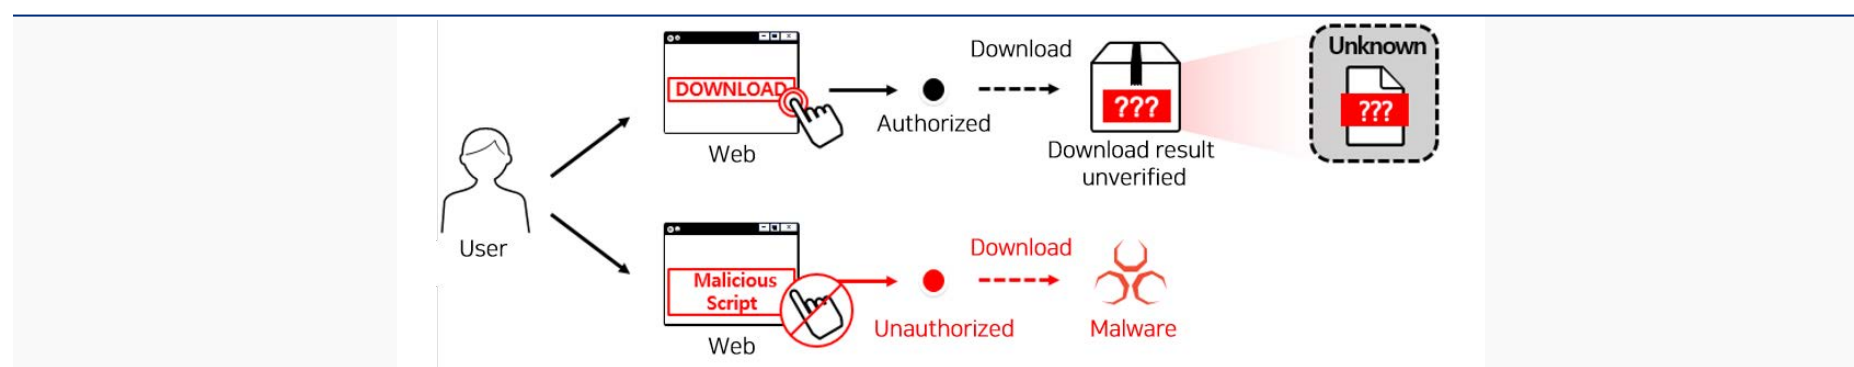 User
DOWNLOAD
Web
Authorized
Download
???
Download result
unverified
Unknown
???
Malicious
Script
Web
Unauthorized
Download
Malware